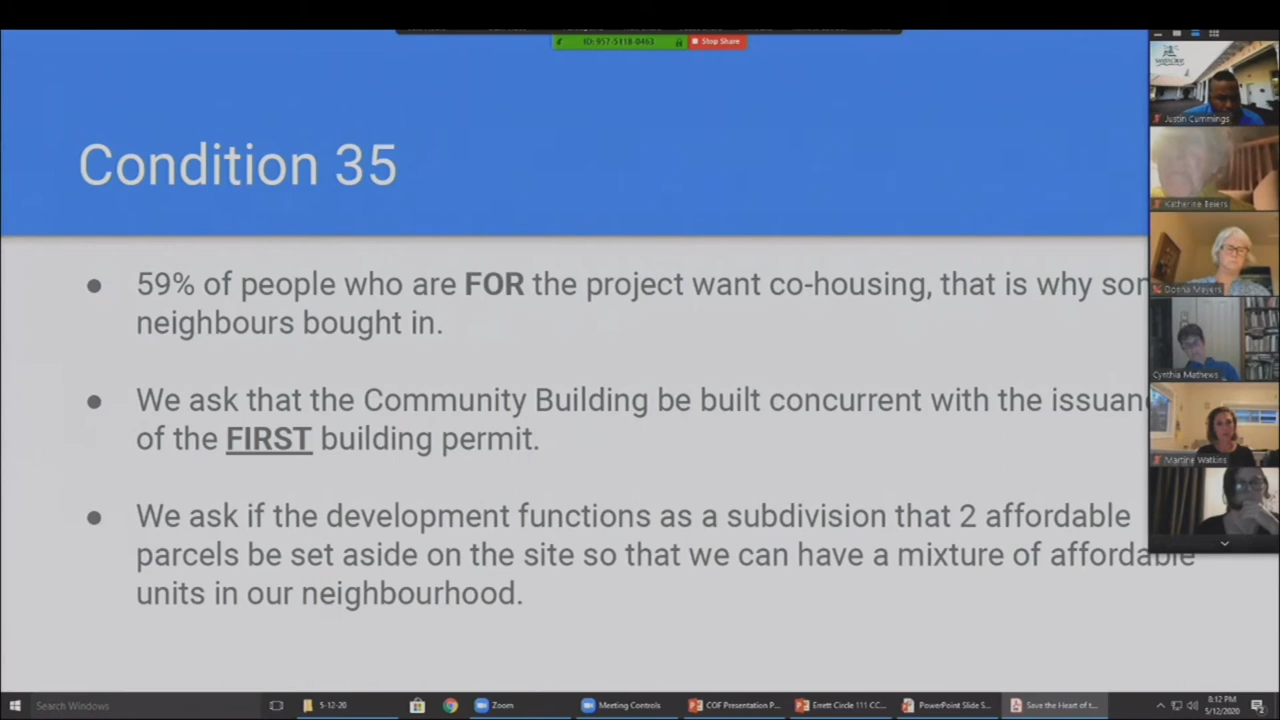 ID: 957-5118-0463
Stop Share
Condition 35
Justin Cummings
Katherine Beiers
Donna Meyers
Cynthia Mathews
Martine Watkins
● 59% of people who are FOR the project want co-housing, that is why
neighbours bought in.
● We ask that the Community Building be built concurrent with the
of the FIRST building permit.
● We ask if the development functions as a subdivision that 2 affordable
parcels be set aside on the site so that we can have a mixture of affordable
units in our neighbourhood.
Search Windows
5-12-20
Zoom
Meeting Controls
COF Presentation P...
Errett Circle 111 CC...
PowerPoint Slide S...
Save the Heart of t...
8:12 PM
5/12/2020